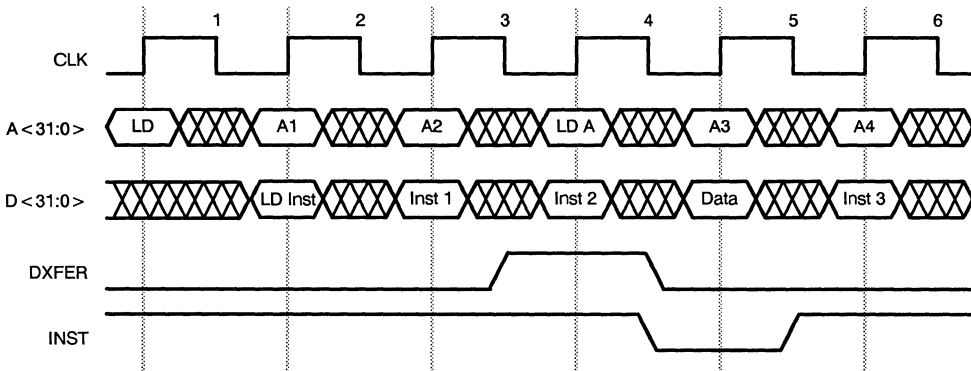 1 2 3 4 5 6
CLK
A<31:0> LD A1 A2 LD A A3 A4
D<31:0> LD Inst Inst 1 Inst 2 Data Inst 3
DXFER
INST